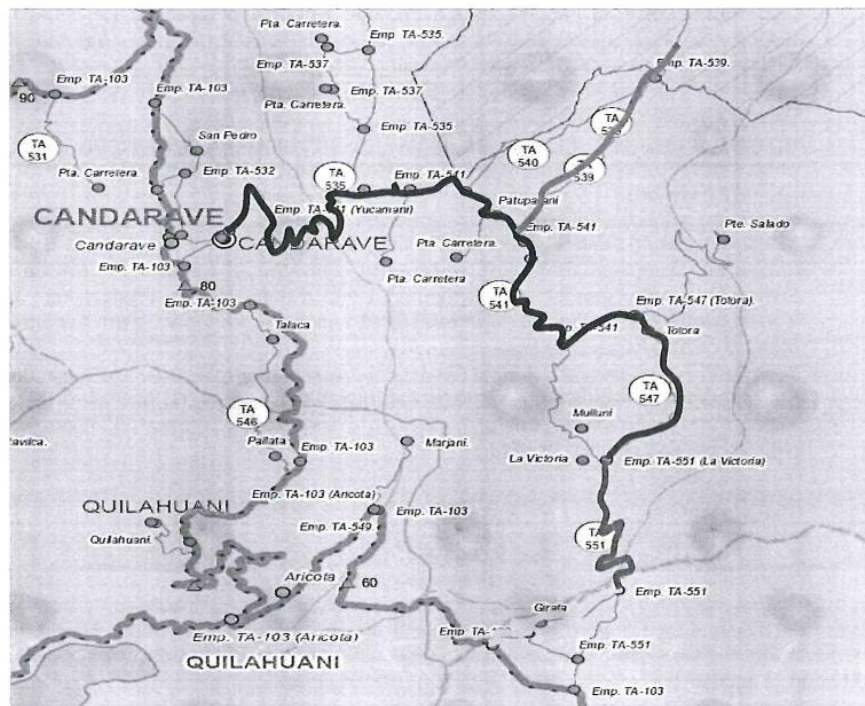 Pta. Carretera.
Emp. TA-535.
Emp. TA-537
Emp. TA-103
90
Emp. TA-103
Pta. Carretera.
Emp. TA-537
Emp. TA-539.
TA
531
San Pedro
Emp. TA-535
TA
540
TA
539
Pta. Carretera.
Emp. TA-532
TA
535
Emp. TA-541
Patupatani
CANDARAVE
Emp. TA-541 (Yucamani)
Emp. TA-541.
Pte. Salado
Candarave
CANDARAVE
Pta. Carretera.
Emp. TA-103
Pta. Carretera
80
Emp. TA-103
TA
541
Emp. TA-547 (Totora).
Emp. TA-541
Totora
Talaca
TA
547
TA
546
Mulluni
Marjani.
Pallata
Emp. TA-103
La Victoria
Emp. TA-551 (La Victoria)
Emp. TA-103 (Aricota)
QUILAHUANI
Emp. TA-549
Emp. TA-103
Quilahuani.
TA
551
Aricota
60
Emp. TA-551
Emp. TA-103 (Aricota)
QUILAHUANI
Emp. TA-551
Emp. TA-103